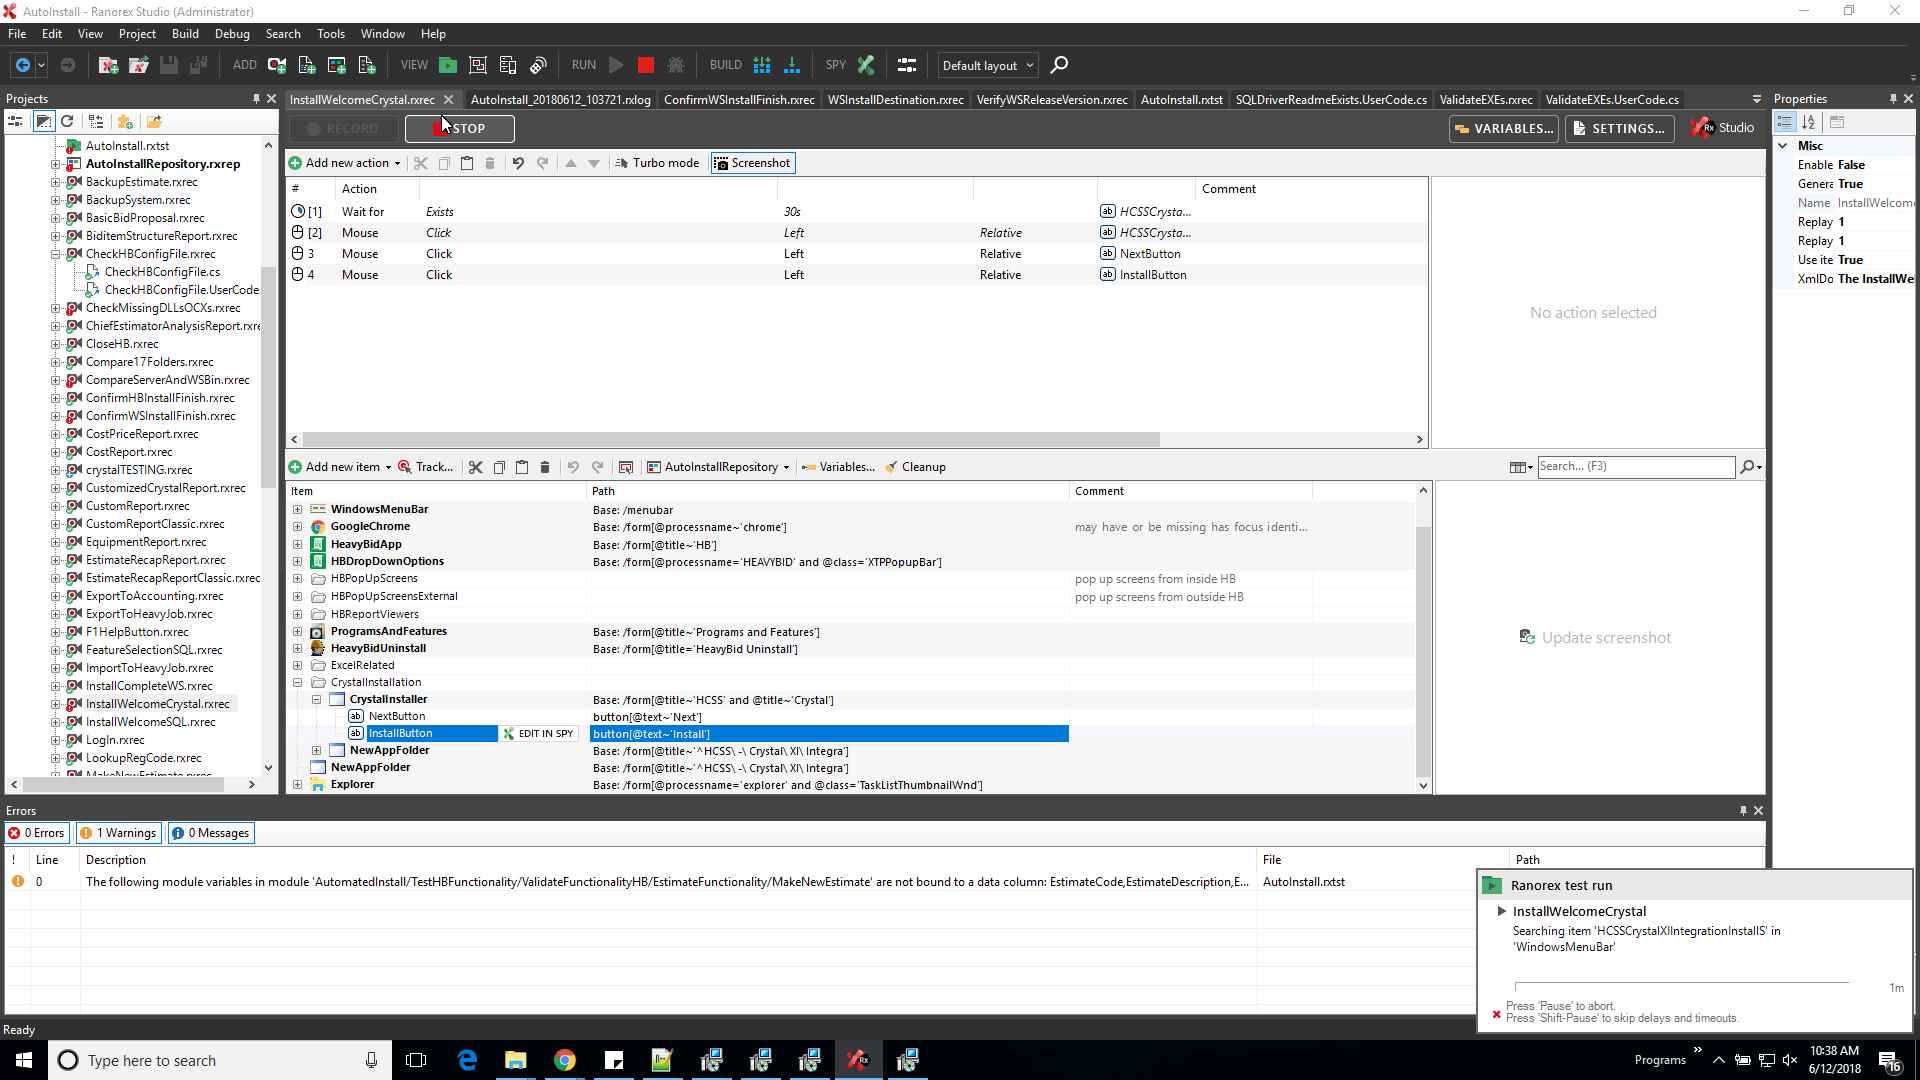 AutoInstall - Ranorex Studio (Administrator)
File Edit View Project Build Debug Search Tools Window Help
ADD VIEW RUN BUILD SPY Default layout
Projects
InstallWelcomeCrystal.rxrec AutoInstall_20180612_103721.rxlog ConfirmWSInstallFinish.rxrec WSInstallDestination.rxrec VerifyWSReleaseVersion.rxrec AutoInstall.rxtst SQLDriverReadmeExists.UserCode.cs ValidateEXEs.rxrec ValidateEXEs.UserCode.cs
Properties
RECORD STOP VARIABLES... SETTINGS... Rx Studio
Add new action Turbo mode Screenshot
# Action Comment
[1] Wait for Exists 30s HCSSCrysta...
[2] Mouse Click Left Relative HCSSCrysta...
3 Mouse Click Left Relative NextButton
4 Mouse Click Left Relative InstallButton
No action selected
Misc
Enable False
Genera True
Name InstallWelcome
Replay 1
Replay 1
Use ite True
XmlDo The InstallWe
AutoInstall.rxtst
AutoInstallRepository.rxrep
BackupEstimate.rxrec
BackupSystem.rxrec
BasicBidProposal.rxrec
BiditemStructureReport.rxrec
CheckHBConfigFile.rxrec
CheckHBConfigFile.cs
CheckHBConfigFile.UserCode
CheckMissingDLLsOCXs.rxrec
ChiefEstimatorAnalysisReport.rxre
CloseHB.rxrec
Compare17Folders.rxrec
CompareServerAndWSBin.rxrec
ConfirmHBInstallFinish.rxrec
ConfirmWSInstallFinish.rxrec
CostPriceReport.rxrec
CostReport.rxrec
crystalTESTING.rxrec
CustomizedCrystalReport.rxrec
CustomReport.rxrec
CustomReportClassic.rxrec
EquipmentReport.rxrec
EstimateRecapReport.rxrec
EstimateRecapReportClassic.rxrec
ExportToAccounting.rxrec
ExportToHeavyJob.rxrec
F1HelpButton.rxrec
FeatureSelectionSQL.rxrec
ImportToHeavyJob.rxrec
InstallCompleteWS.rxrec
InstallWelcomeCrystal.rxrec
InstallWelcomeSQL.rxrec
LogIn.rxrec
LookupRegCode.rxrec
MakeNewEstimate.rxrec
Add new item Track... AutoInstallRepository Variables... Cleanup Search... (F3)
Item Path Comment
WindowsMenuBar Base: /menubar
GoogleChrome Base: /form[@processname~'chrome'] may have or be missing has focus identi...
HeavyBidApp Base: /form[@title~'HB']
HBDropDownOptions Base: /form[@processname='HEAVYBID' and @class='XTPPopupBar']
HBPopUpScreens pop up screens from inside HB
HBPopUpScreensExternal pop up screens from outside HB
HBReportViewers
ProgramsAndFeatures Base: /form[@title~'Programs and Features']
HeavyBidUninstall Base: /form[@title='HeavyBid Uninstall']
ExcelRelated
CrystalInstallation
CrystalInstaller Base: /form[@title~'HCSS' and @title~'Crystal']
NextButton button[@text~'Next']
InstallButton EDIT IN SPY button[@text~'Install']
NewAppFolder Base: /form[@title~'^HCSS\ -\ Crystal\ XI\ Integra']
NewAppFolder Base: /form[@title~'^HCSS\ -\ Crystal\ XI\ Integra']
Explorer Base: /form[@processname='explorer' and @class='TaskListThumbnailWnd']
Update screenshot
Errors
0 Errors 1 Warnings 0 Messages
! Line Description File Path
0 The following module variables in module 'AutomatedInstall/TestHBFunctionality/ValidateFunctionalityHB/EstimateFunctionality/MakeNewEstimate' are not bound to a data column: EstimateCode,EstimateDescription,E... AutoInstall.rxtst
Ranorex test run
InstallWelcomeCrystal
Searching item 'HCSSCrystalXIIntegrationInstallS' in
'WindowsMenuBar'
1m
Press 'Pause' to abort.
Press 'Shift-Pause' to skip delays and timeouts.
Ready
Type here to search
Programs
10:38 AM
6/12/2018
16